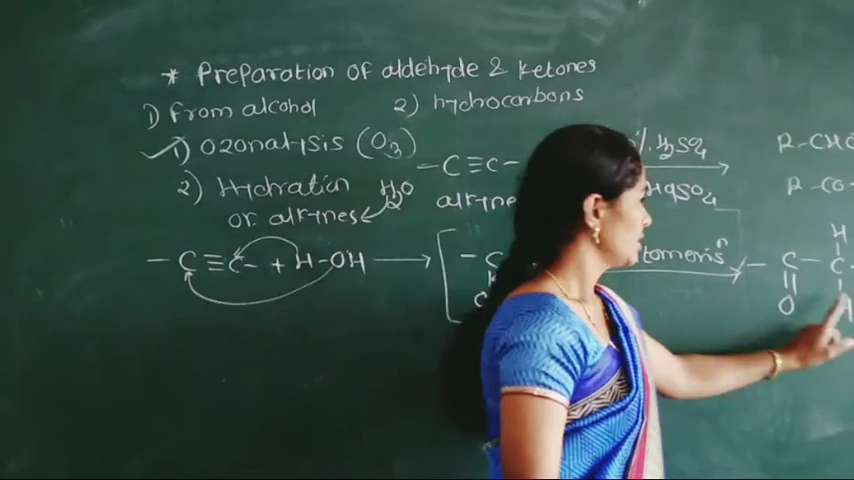 * Preparation of aldehyde & Ketones
1) from alcohol 2) hydrocarbons
1) Ozonalysis (O3)
2) Hydration H2O
or alkynes
– C ≡ C – + H – OH →
– C ≡ C –
alkyne
% H2SO4
HgSO4
R – CHO
R – CO –
[ – C
tomerisn
– C – C
O
H
H